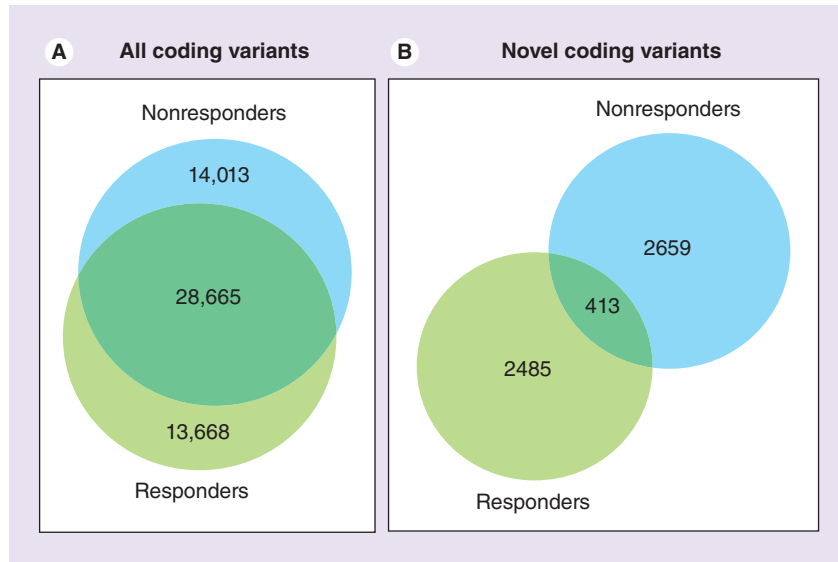 A All coding variants
Nonresponders
14,013
28,665
13,668
Responders
B Novel coding variants
Nonresponders
2659
413
2485
Responders